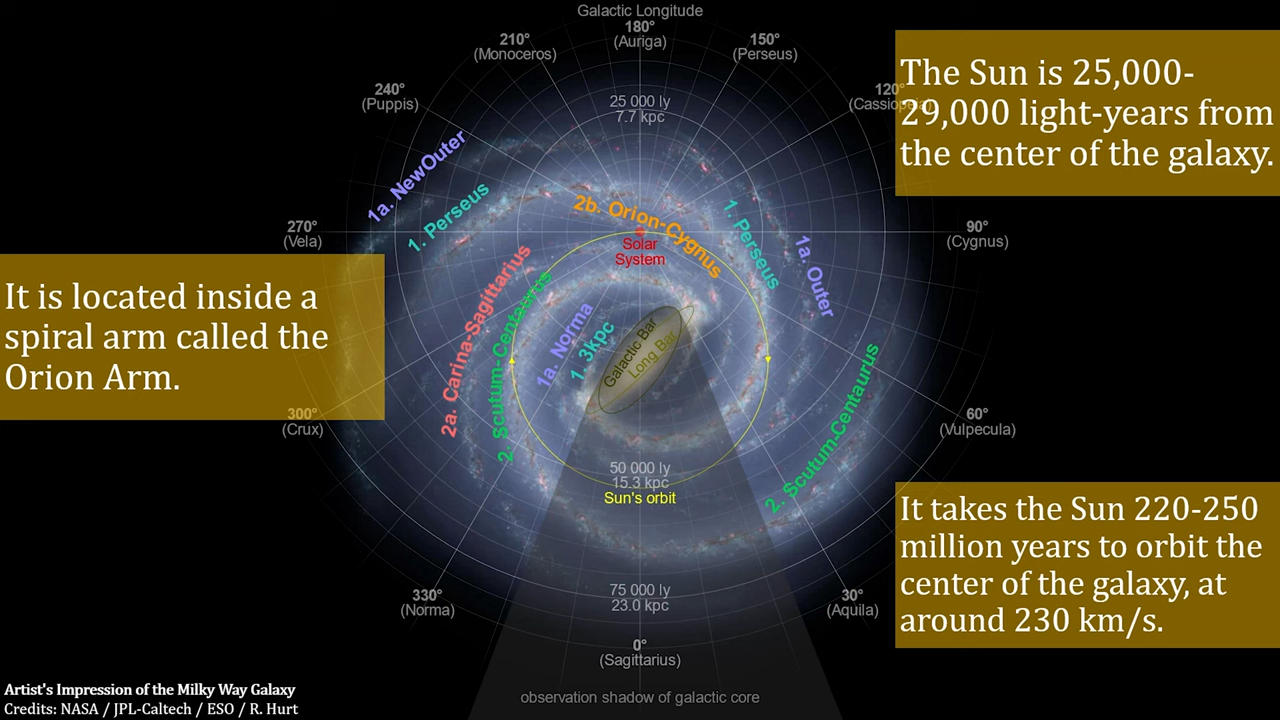 Galactic Longitude
180°
(Auriga)
210°
(Monoceros)
150°
(Perseus)
240°
(Puppis)
120°
(Cassiopeia)
The Sun is 25,000-
29,000 light-years from
the center of the galaxy.
25 000 ly
7.7 kpc
1a. NewOuter
1. Perseus
2b. Orion-Cygnus
1. Perseus
1a. Outer
270°
(Vela)
90°
(Cygnus)
Solar
System
It is located inside a
spiral arm called the
Orion Arm.
2a. Carina-Sagittarius
2. Scutum-Centaurus
1a. Norma
1. 3kpc
Galactic Bar
Long Bar
2. Scutum-Centaurus
300°
(Crux)
60°
(Vulpecula)
50 000 ly
15.3 kpc
Sun's orbit
It takes the Sun 220-250
million years to orbit the
center of the galaxy, at
around 230 km/s.
75 000 ly
23.0 kpc
330°
(Norma)
30°
(Aquila)
0°
(Sagittarius)
observation shadow of galactic core
Artist's Impression of the Milky Way Galaxy
Credits: NASA / JPL-Caltech / ESO / R. Hurt